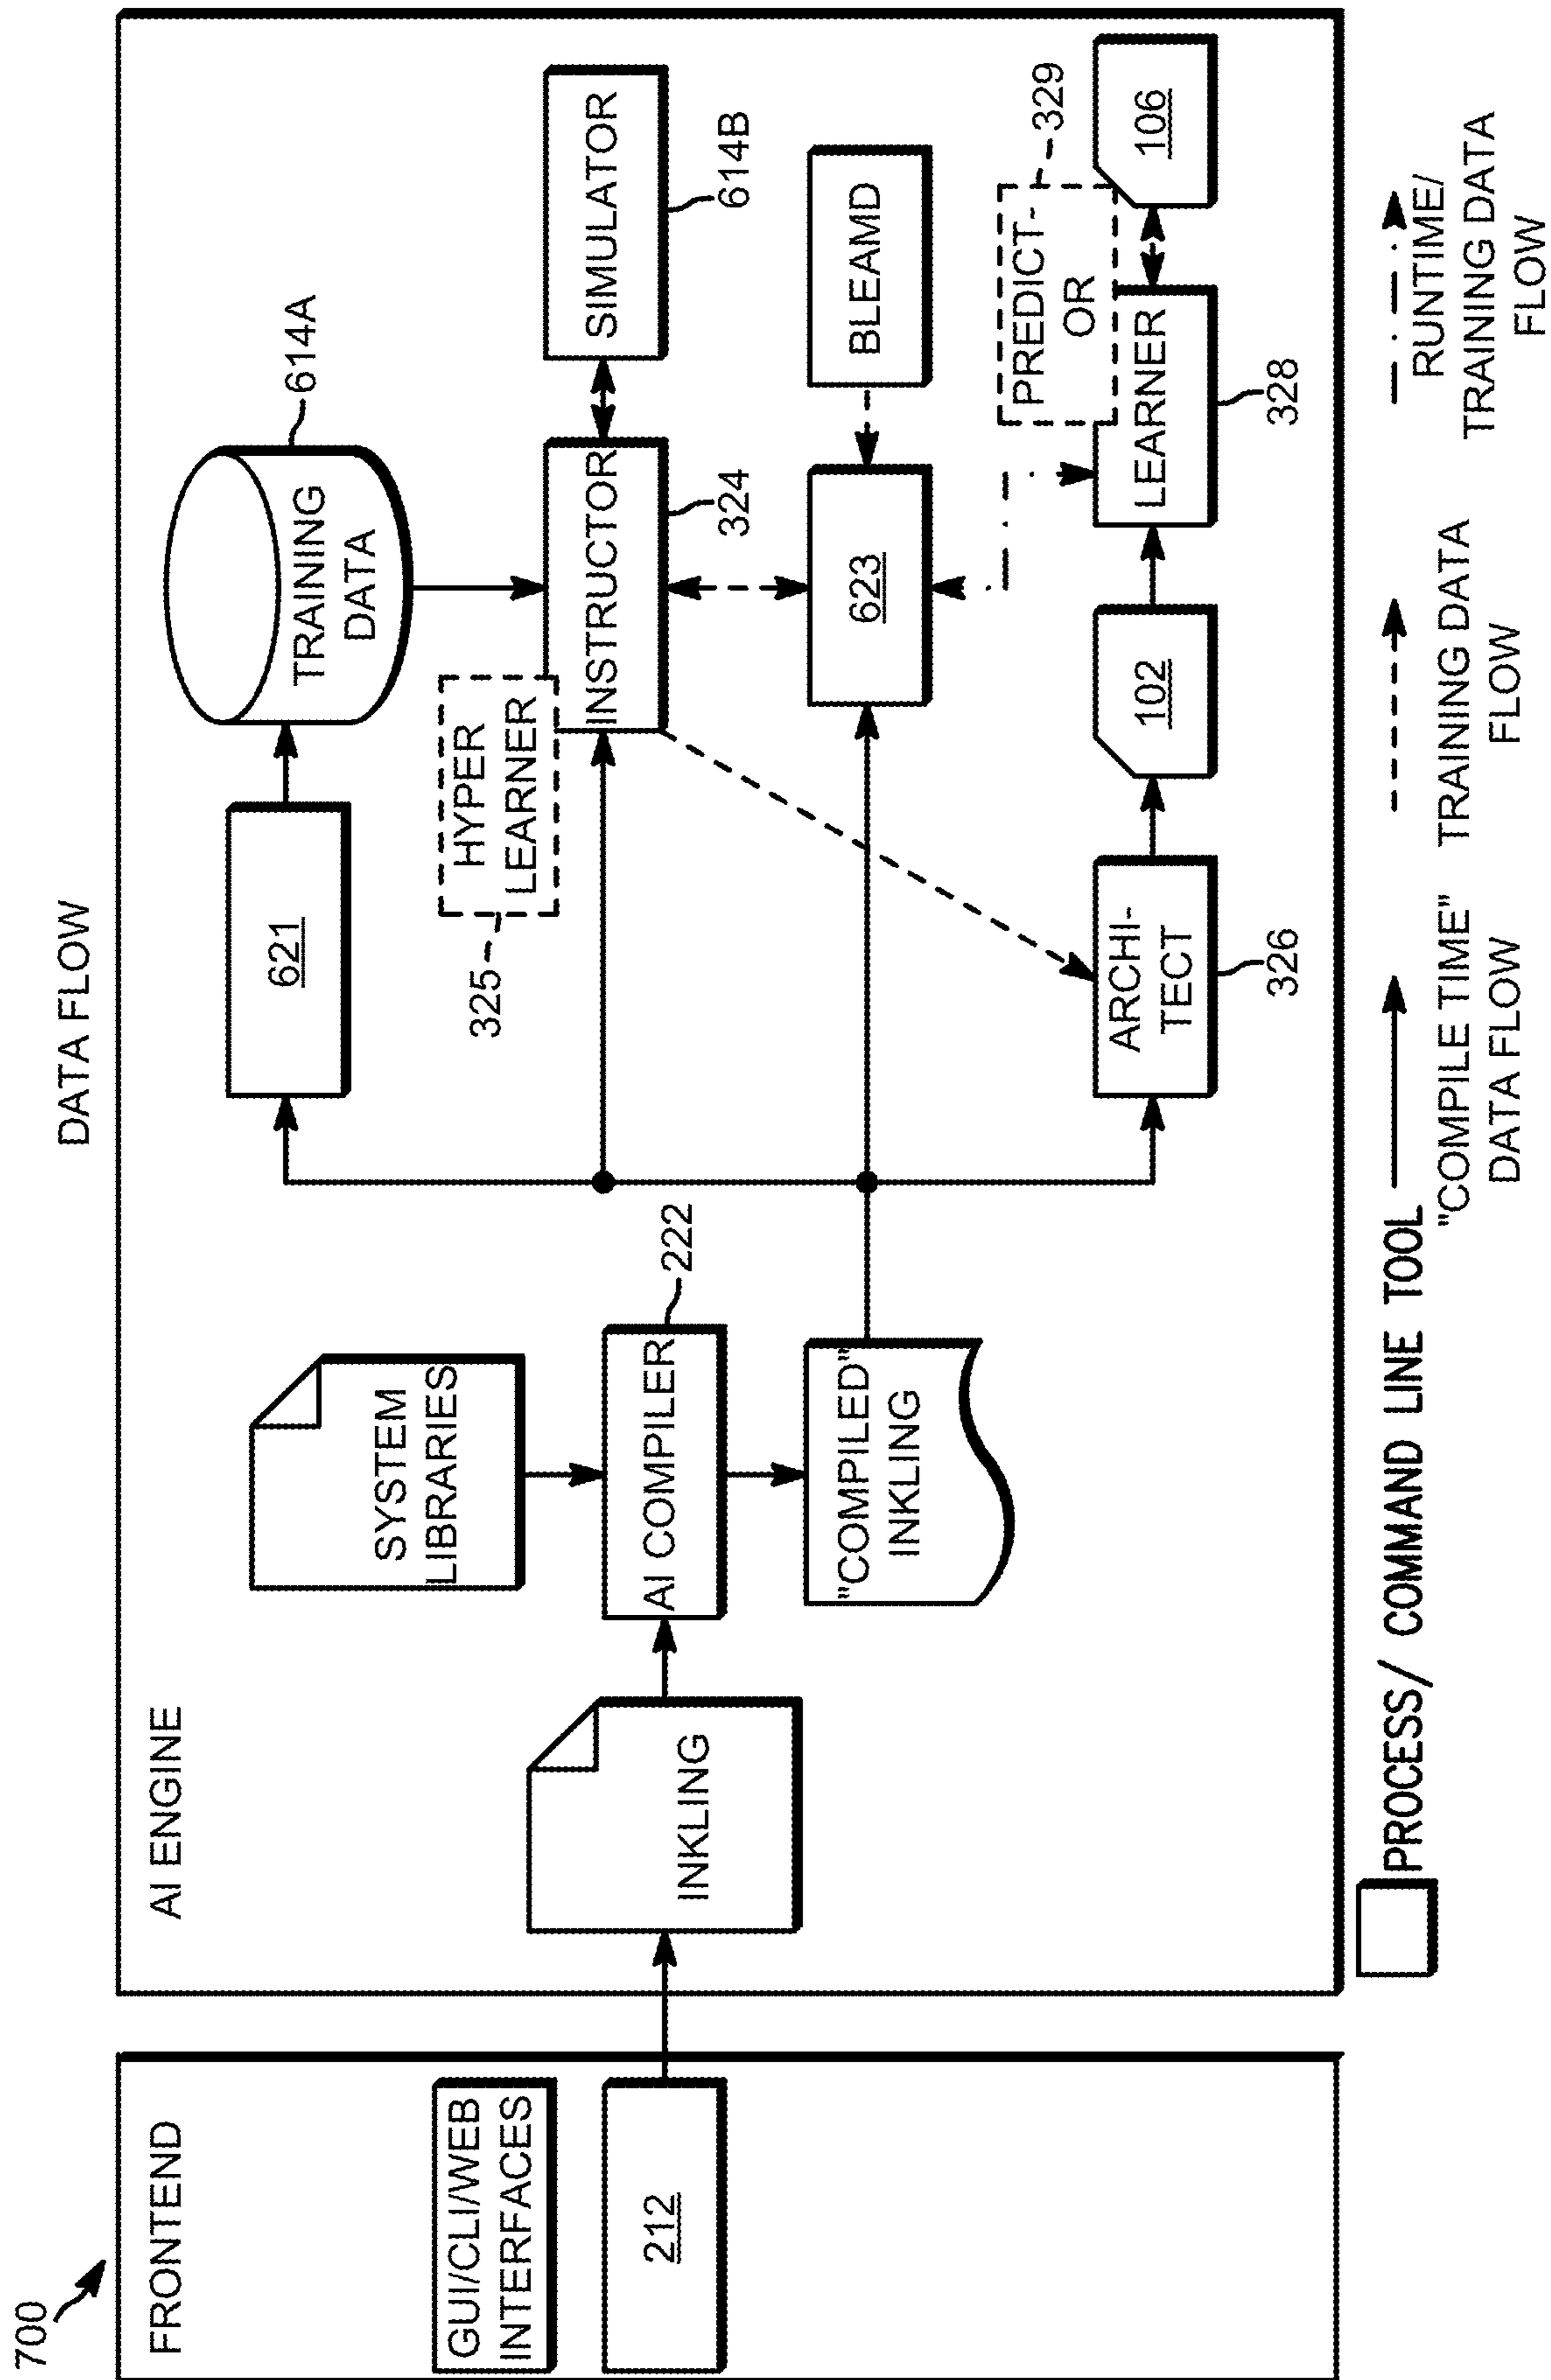 700
DATA FLOW
FRONTEND
GUI/CLI/WEB
INTERFACES
212
AI ENGINE
INKLING
SYSTEM
LIBRARIES
AI COMPILER
222
"COMPILED"
INKLING
621
TRAINING
DATA
614A
HYPER
LEARNER
325
INSTRUCTOR
324
SIMULATOR
614B
623
BLEAMD
ARCHI-
TECT
326
102
LEARNER
328
PREDICT-
OR
329
106
PROCESS/ COMMAND LINE TOOL
"COMPILE TIME"
DATA FLOW
TRAINING DATA
FLOW
RUNTIME/
TRAINING DATA
FLOW